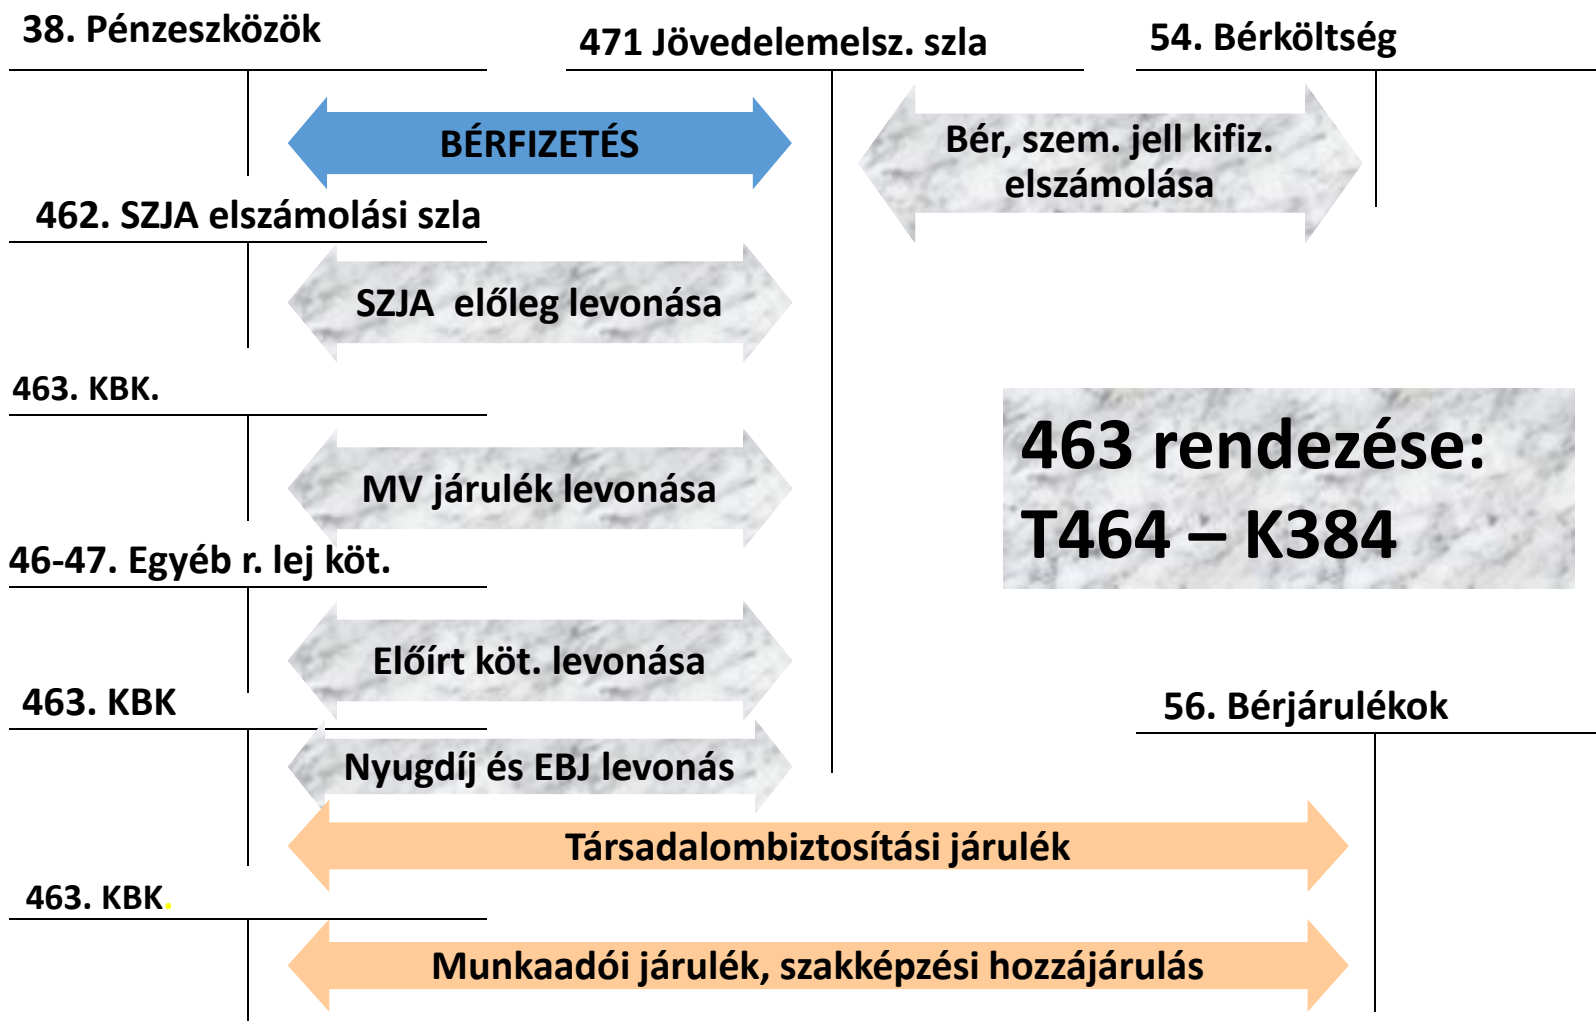 38. Pénzeszközök
471 Jövedelemelsz. szla
54. Bérköltség
BÉRFIZETÉS
Bér, szem. jell kifiz.
elszámolása
462. SZJA elszámolási szla
SZJA  előleg levonása
463. KBK.
MV járulék levonása
463 rendezése:
T464 – K384
46-47. Egyéb r. lej köt.
Előírt köt. levonása
463. KBK
56. Bérjárulékok
Nyugdíj és EBJ levonás
Társadalombiztosítási járulék
463. KBK.
Munkaadói járulék, szakképzési hozzájárulás